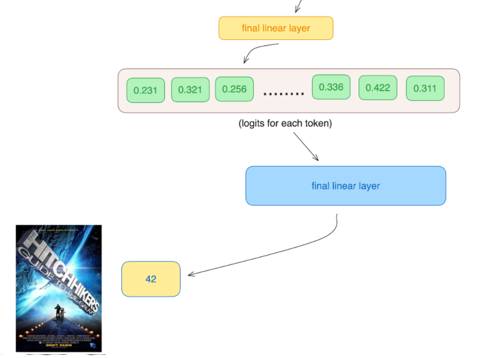 final linear layer
0.231 0.321 0.256 ........ 0.336 0.422 0.311
(logits for each token)
final linear layer
42
HITCHHIKER'S
GUIDE TO THE GALAXY